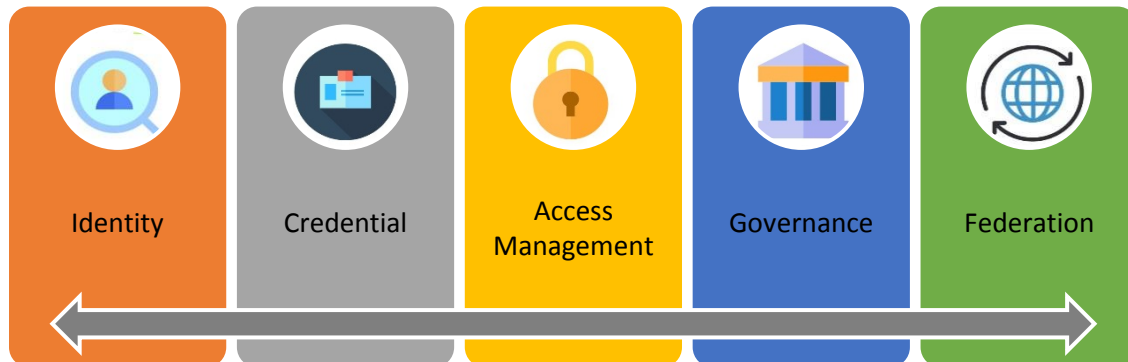 Identity
Credential
Access
Management
Governance
Federation